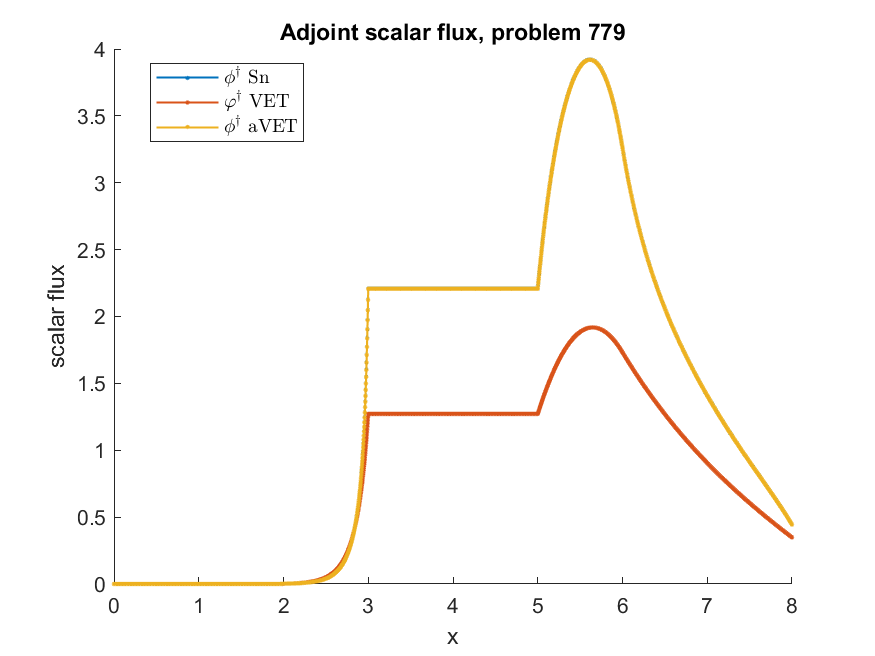 Adjoint scalar flux, problem 779
ϕ† Sn
φ† VET
ϕ† aVET
scalar flux
4
3.5
3
2.5
2
1.5
1
0.5
0
0 1 2 3 4 5 6 7 8
x